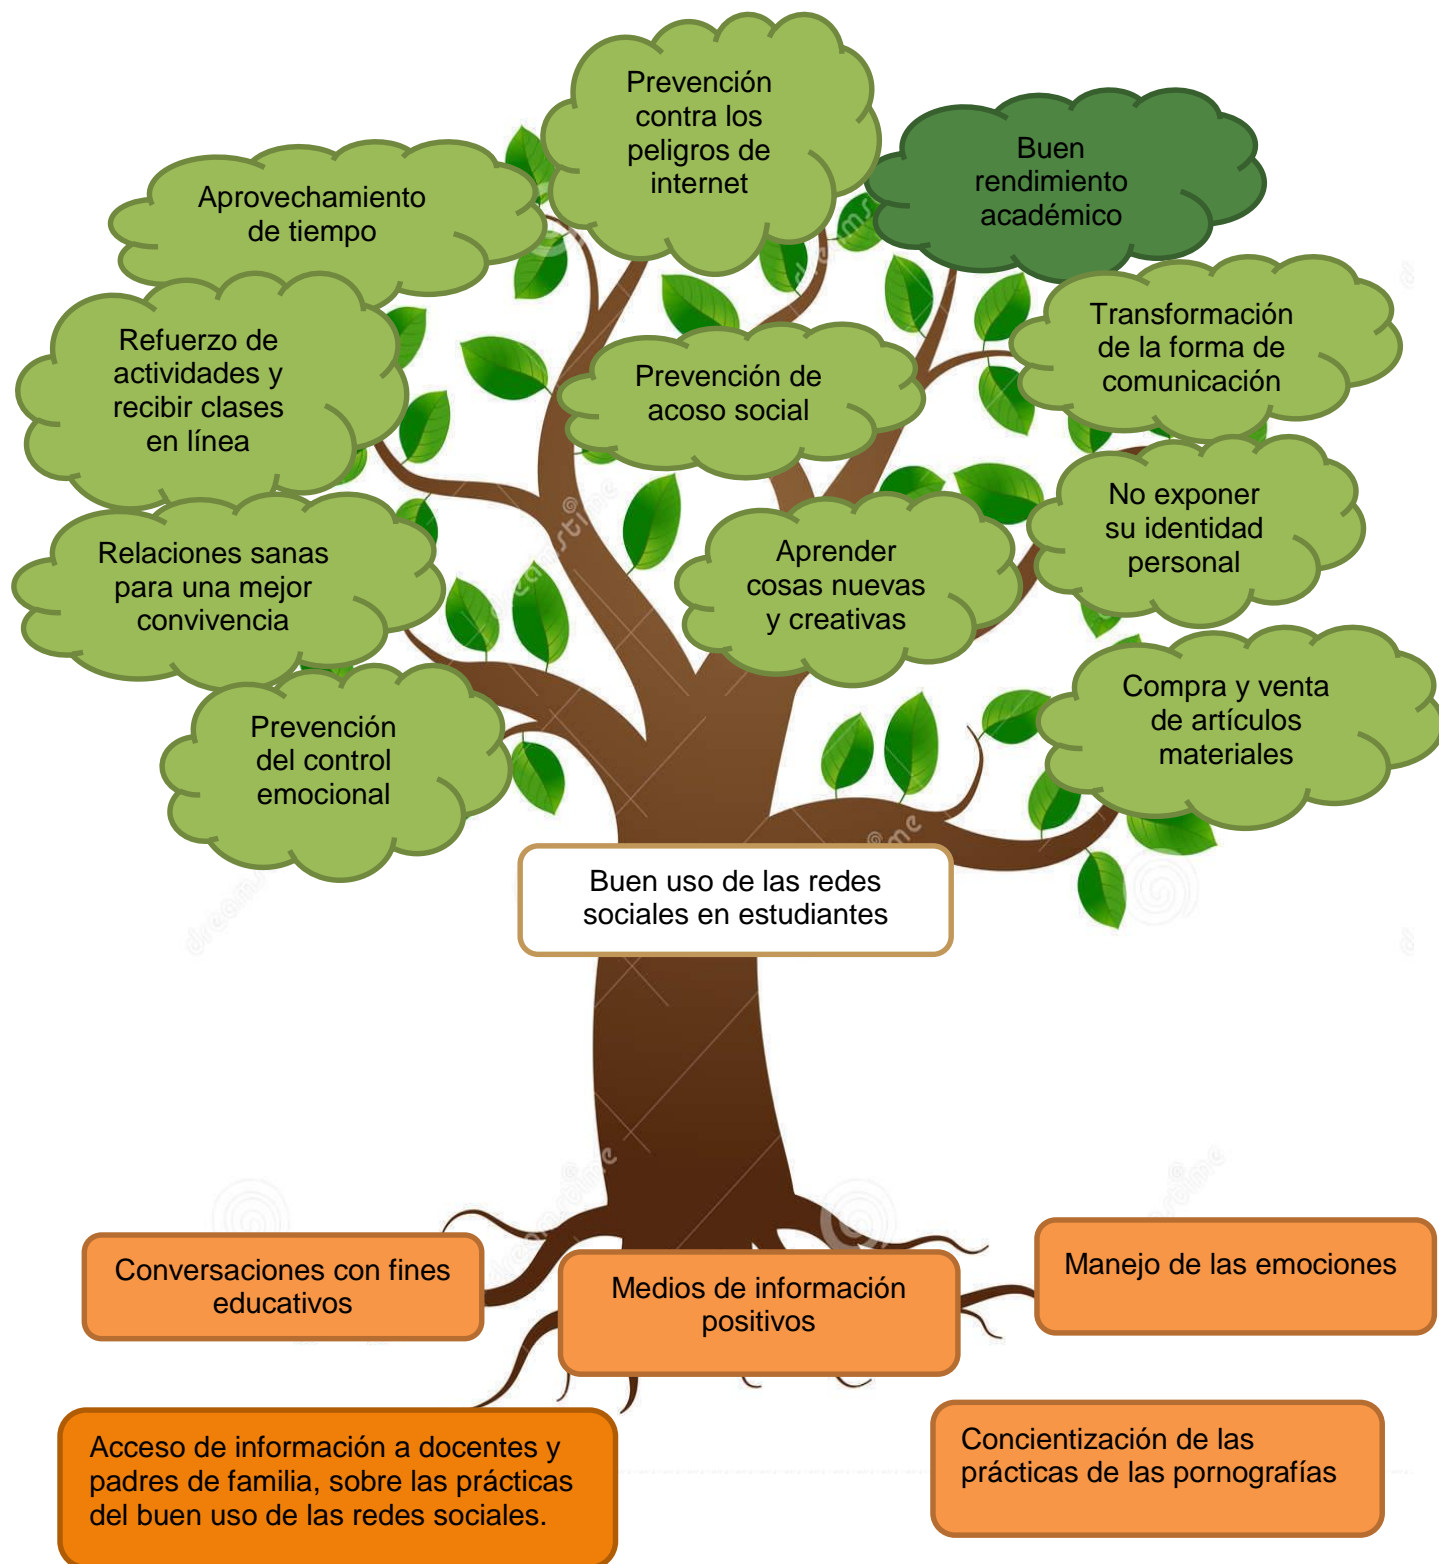 Prevención
contra los
peligros de
internet
Buen
rendimiento
académico
Aprovechamiento
de tiempo
Refuerzo de
actividades y
recibir clases
en línea
Prevención de
acoso social
Transformación
de la forma de
comunicación
No exponer
su identidad
personal
Relaciones sanas
para una mejor
convivencia
Aprender
cosas nuevas
y creativas
Prevención
del control
emocional
Compra y venta
de artículos
materiales
Buen uso de las redes
sociales en estudiantes
Conversaciones con fines
educativos
Medios de información
positivos
Manejo de las emociones
Acceso de información a docentes y
padres de familia, sobre las prácticas
del buen uso de las redes sociales.
Concientización de las
prácticas de las pornografías
dreamstime
dreamstime